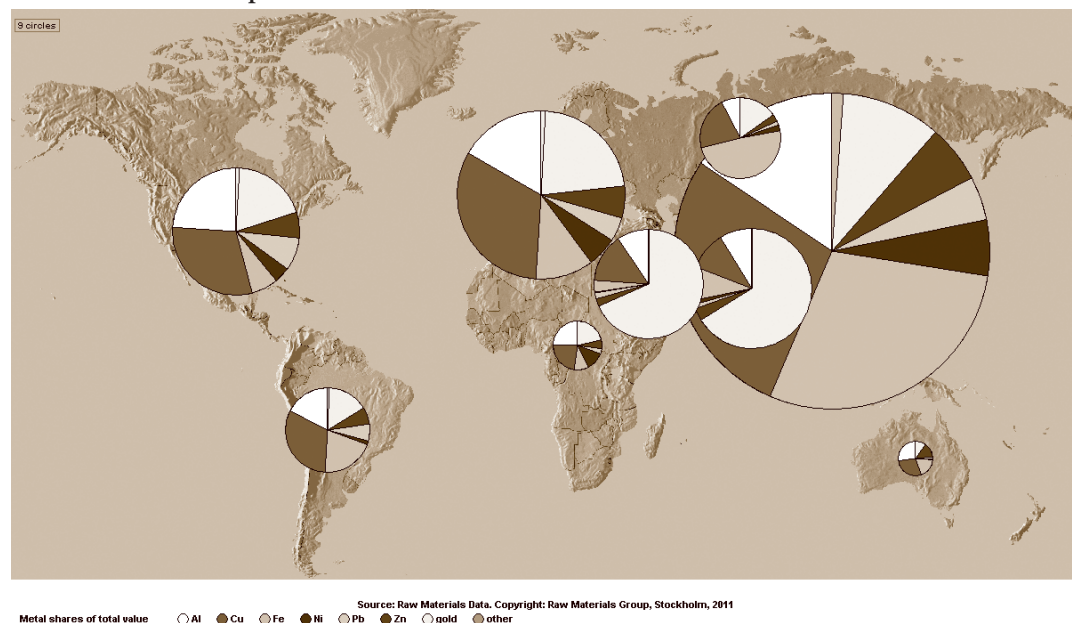 9 circles
Source: Raw Materials Data. Copyright: Raw Materials Group, Stockholm, 2011
Metal shares of total value Al Cu Fe Ni Pb Zn gold other